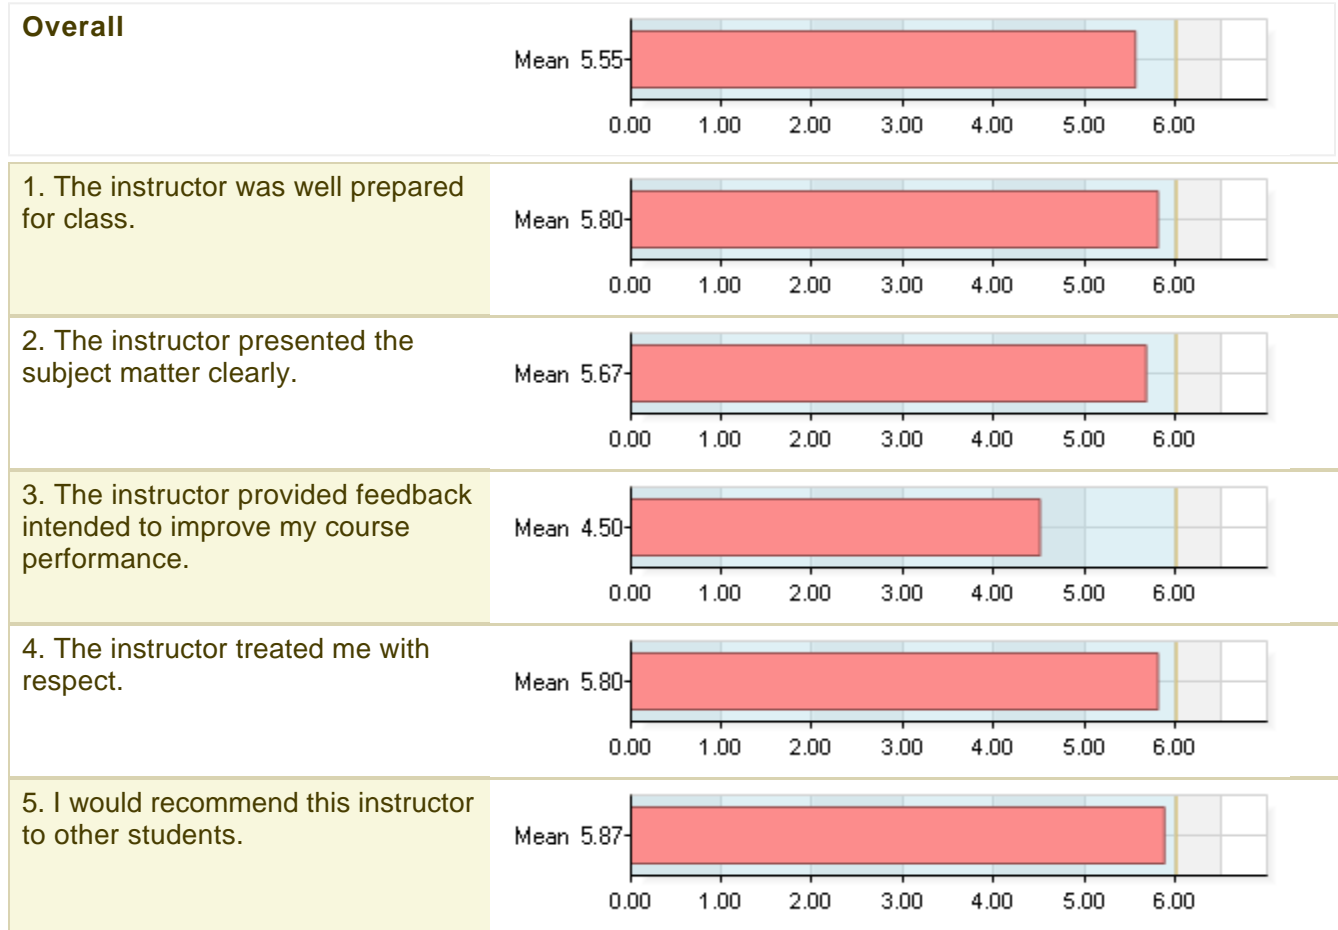 Overall
Mean 5.55
0.00 1.00 2.00 3.00 4.00 5.00 6.00
1. The instructor was well prepared
for class.
Mean 5.80
0.00 1.00 2.00 3.00 4.00 5.00 6.00
2. The instructor presented the
subject matter clearly.
Mean 5.67
0.00 1.00 2.00 3.00 4.00 5.00 6.00
3. The instructor provided feedback
intended to improve my course
performance.
Mean 4.50
0.00 1.00 2.00 3.00 4.00 5.00 6.00
4. The instructor treated me with
respect.
Mean 5.80
0.00 1.00 2.00 3.00 4.00 5.00 6.00
5. I would recommend this instructor
to other students.
Mean 5.87
0.00 1.00 2.00 3.00 4.00 5.00 6.00